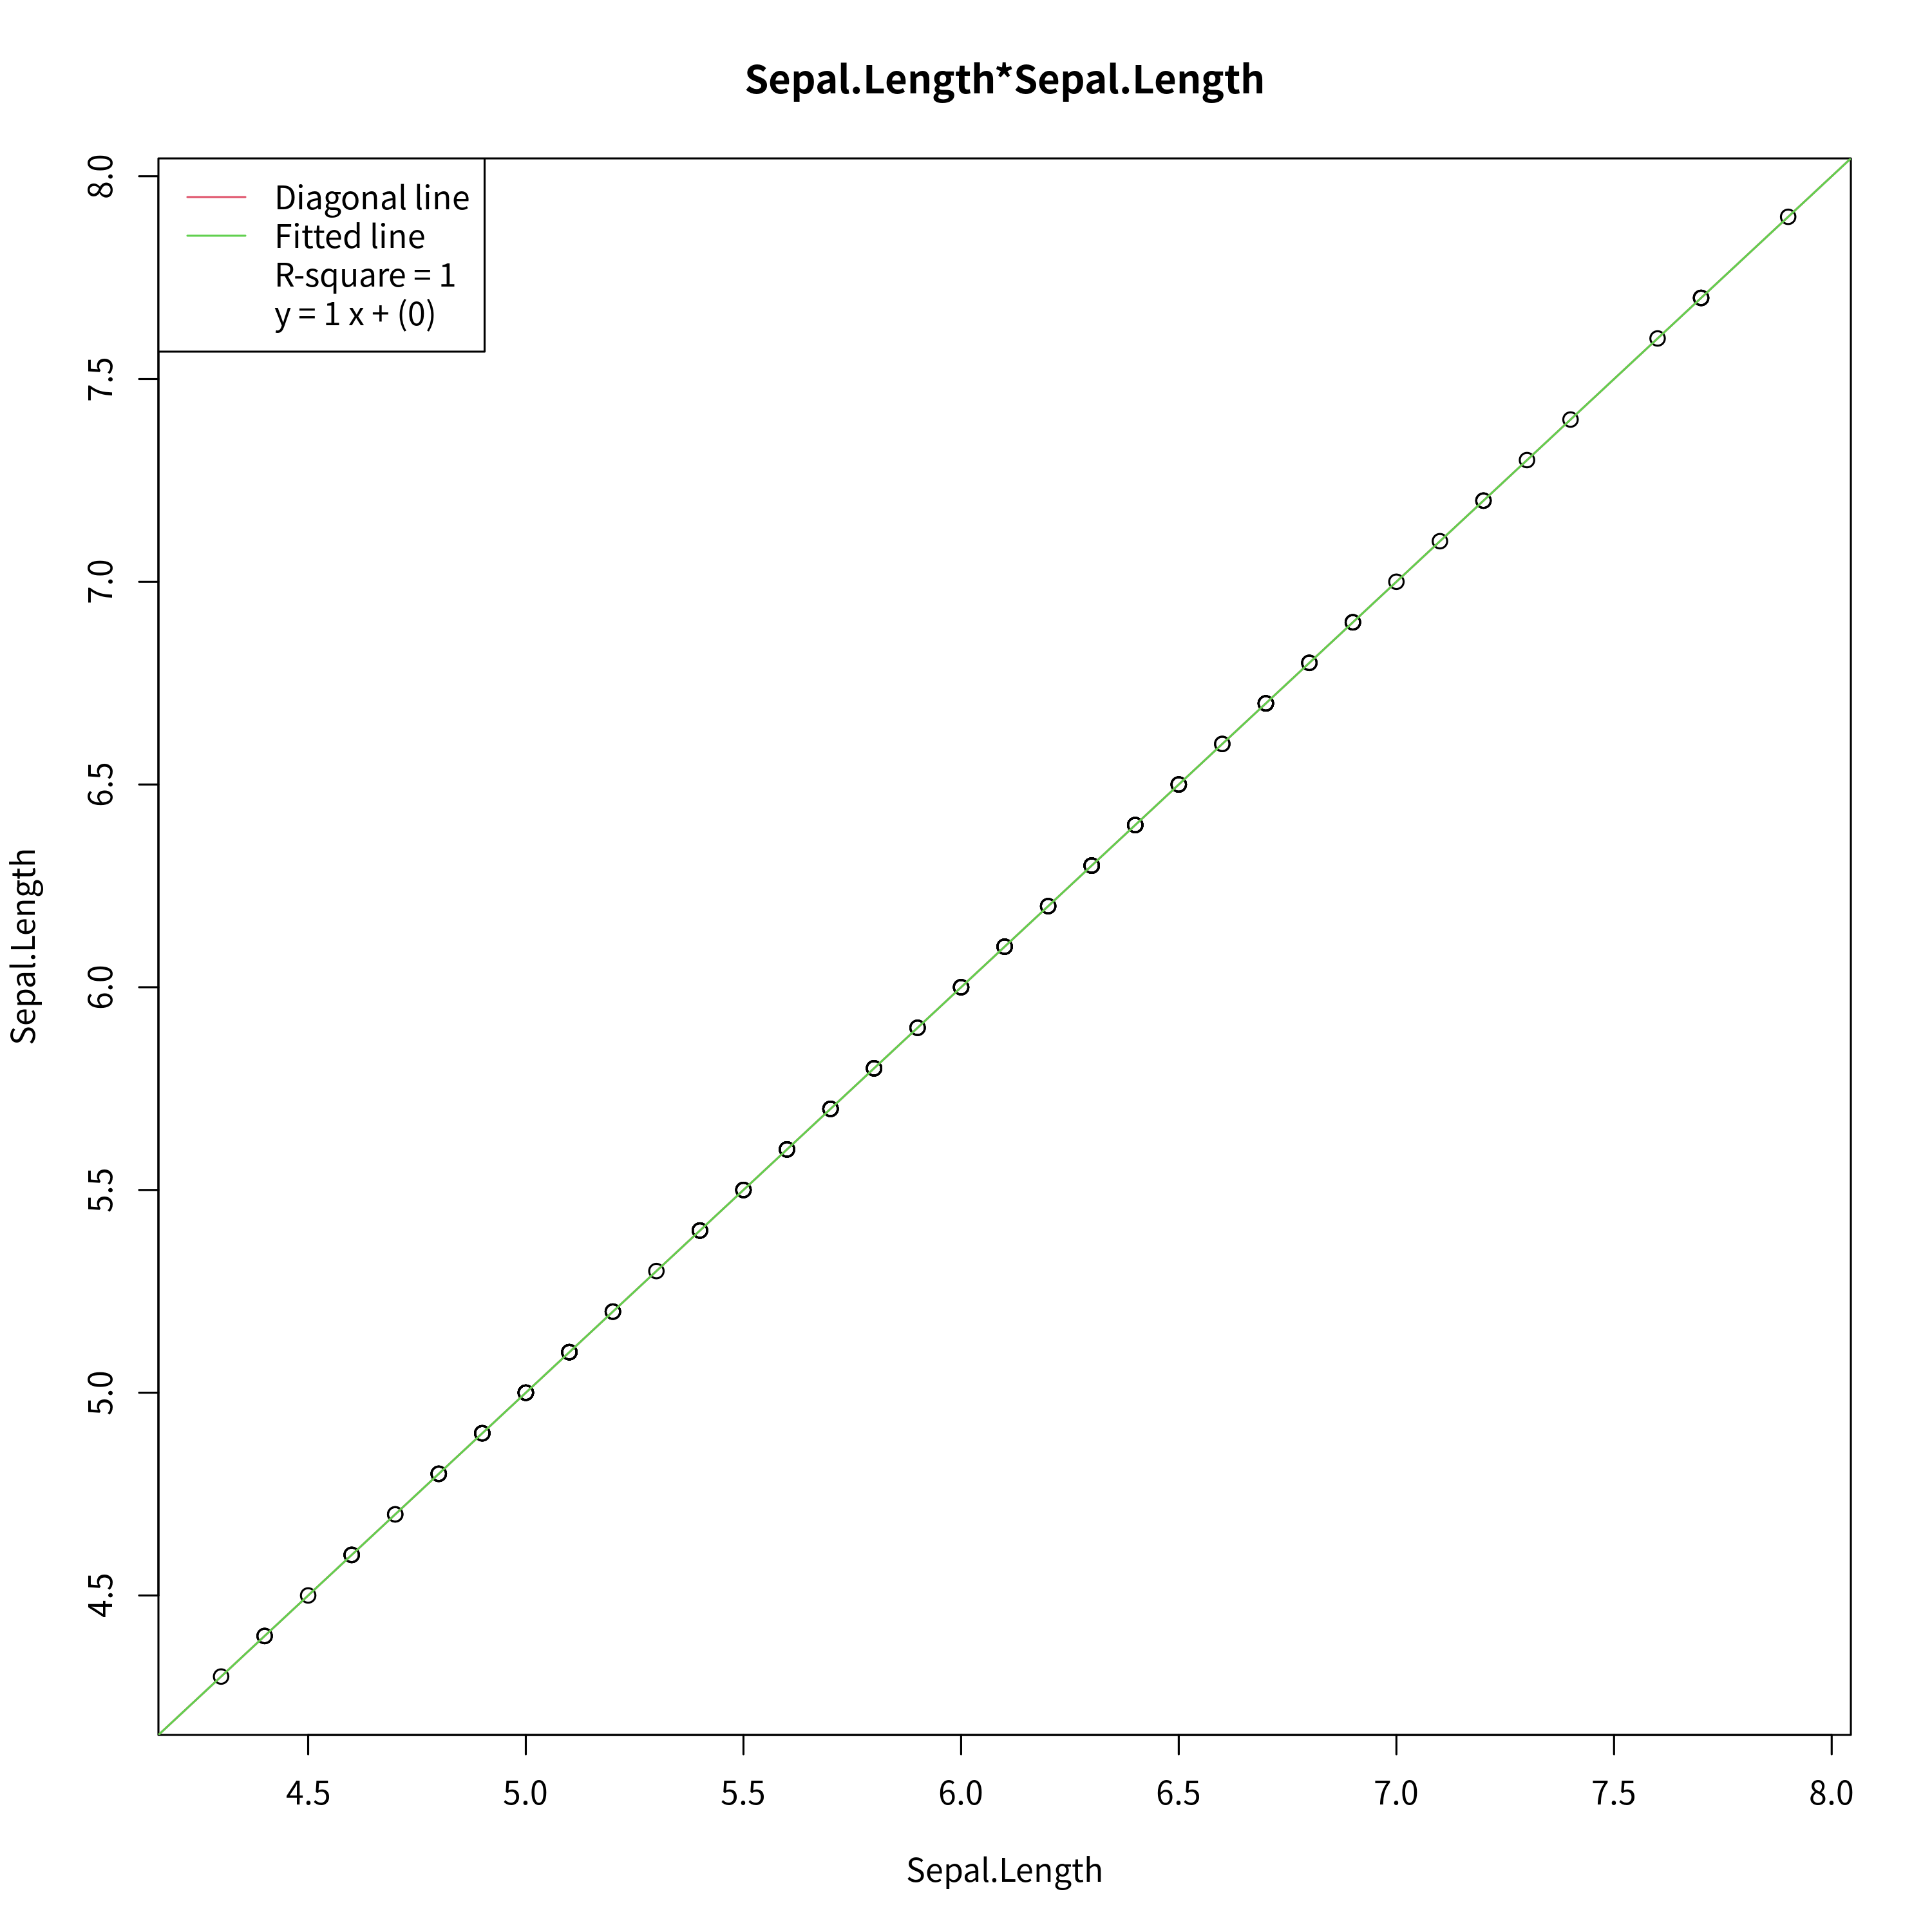 Sepal.Length*Sepal.Length
Diagonal line
Fitted line
R-square = 1
y = 1 x + (0)
8.0
7.5
7.0
6.5
6.0
5.5
5.0
4.5
Sepal.Length
4.5 5.0 5.5 6.0 6.5 7.0 7.5 8.0
Sepal.Length